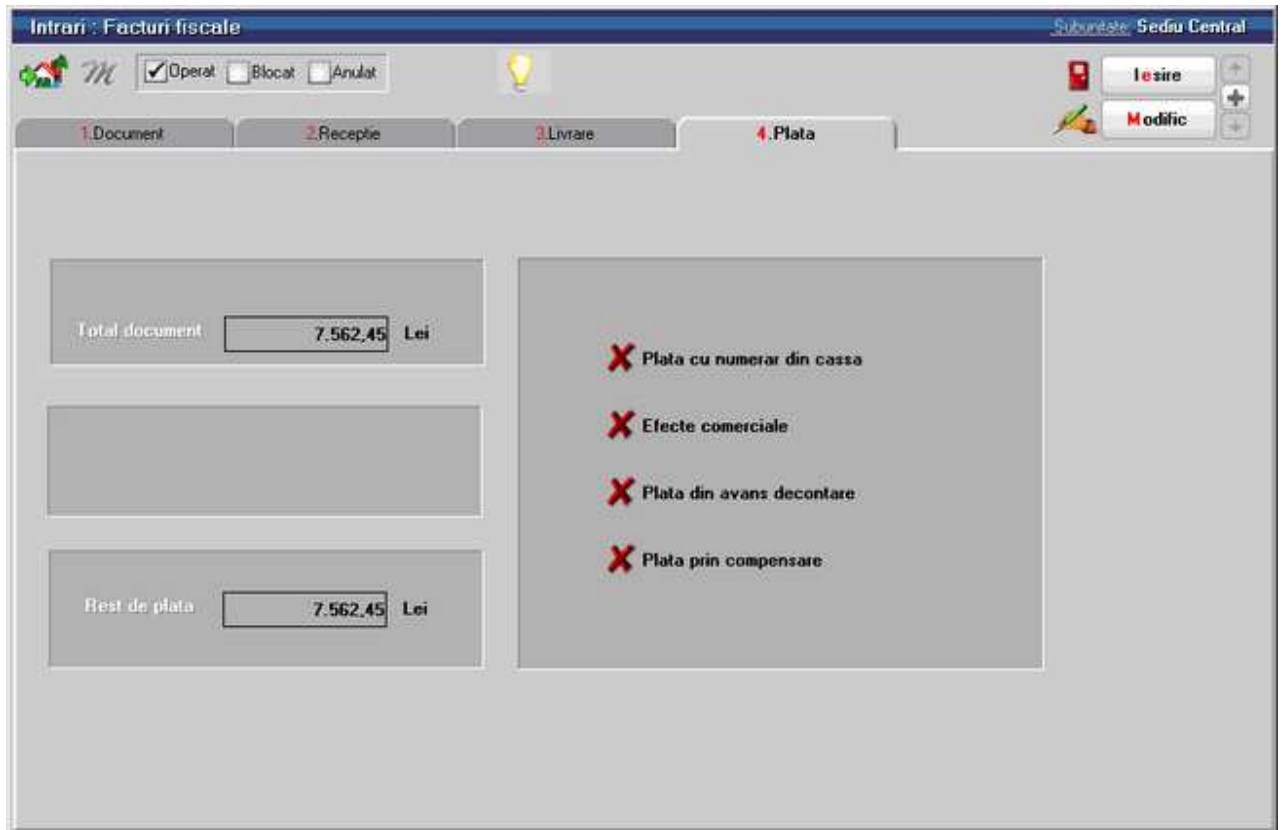 Intrari : Facturi fiscale Subunitate: Sediu Central
M Operat Blocat Anulat Iesire
Modific
1.Document 2.Receptie 3.Livrare 4.Plata
Total document 7.562,45 Lei
Plata cu numerar din cassa
Efecte comerciale
Plata din avans decontare
Plata prin compensare
Rest de plata 7.562,45 Lei